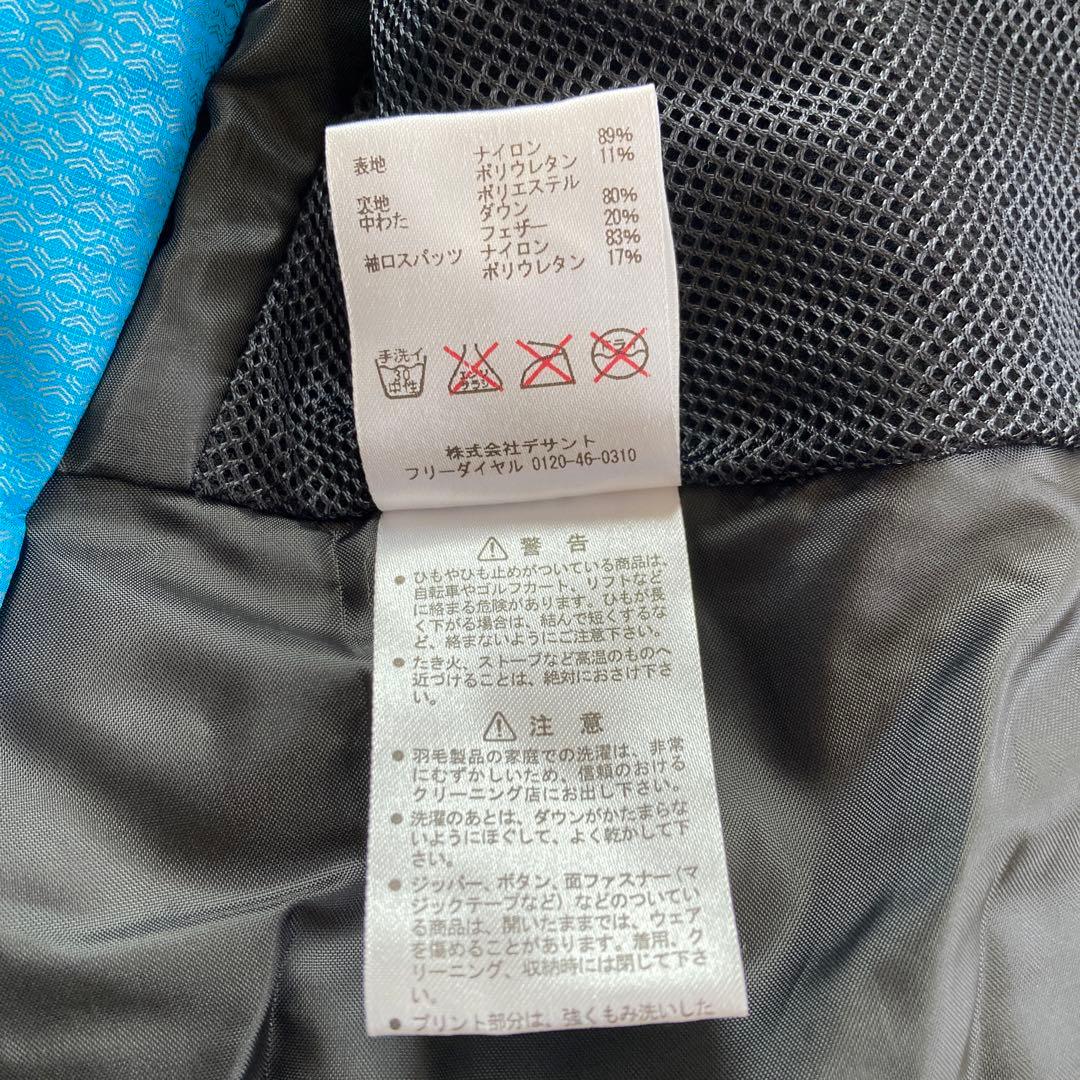 表地 ナイロン 89%
ポリウレタン 11%
裏地 ポリエステル
中わた ダウン 80%
フェザー 20%
袖口スパッツ ナイロン 83%
ポリウレタン 17%
手洗イ
30
中性
エンソ
サラシ
ドライ
株式会社デサント
フリーダイヤル 0120-46-0310
警告
● ひもやひも止めがついている商品は、
自転車やゴルフカート、リフトなど
に絡まる危険があります。ひもが長
く下がる場合は、結んで短くするな
ど、絡まないようにご注意下さい。
● たき火、ストーブなど高温のものへ
近づけることは、絶対におさけ下さ
い。
注意
● 羽毛製品の家庭での洗濯は、非常
にむずかしいため、信頼のおける
クリーニング店にお出し下さい。
● 洗濯のあとは、ダウンがかたまらな
いようにほぐして、よく乾かして下
さい。
● ジッパー、ボタン、面ファスナー(マ
ジックテープなど)などのついてい
る商品は、開いたままでは、ウェア
を傷めることがあります。着用、ク
リーニング、収納時には閉じて下さ
い。
● プリント部分は、強くもみ洗いした